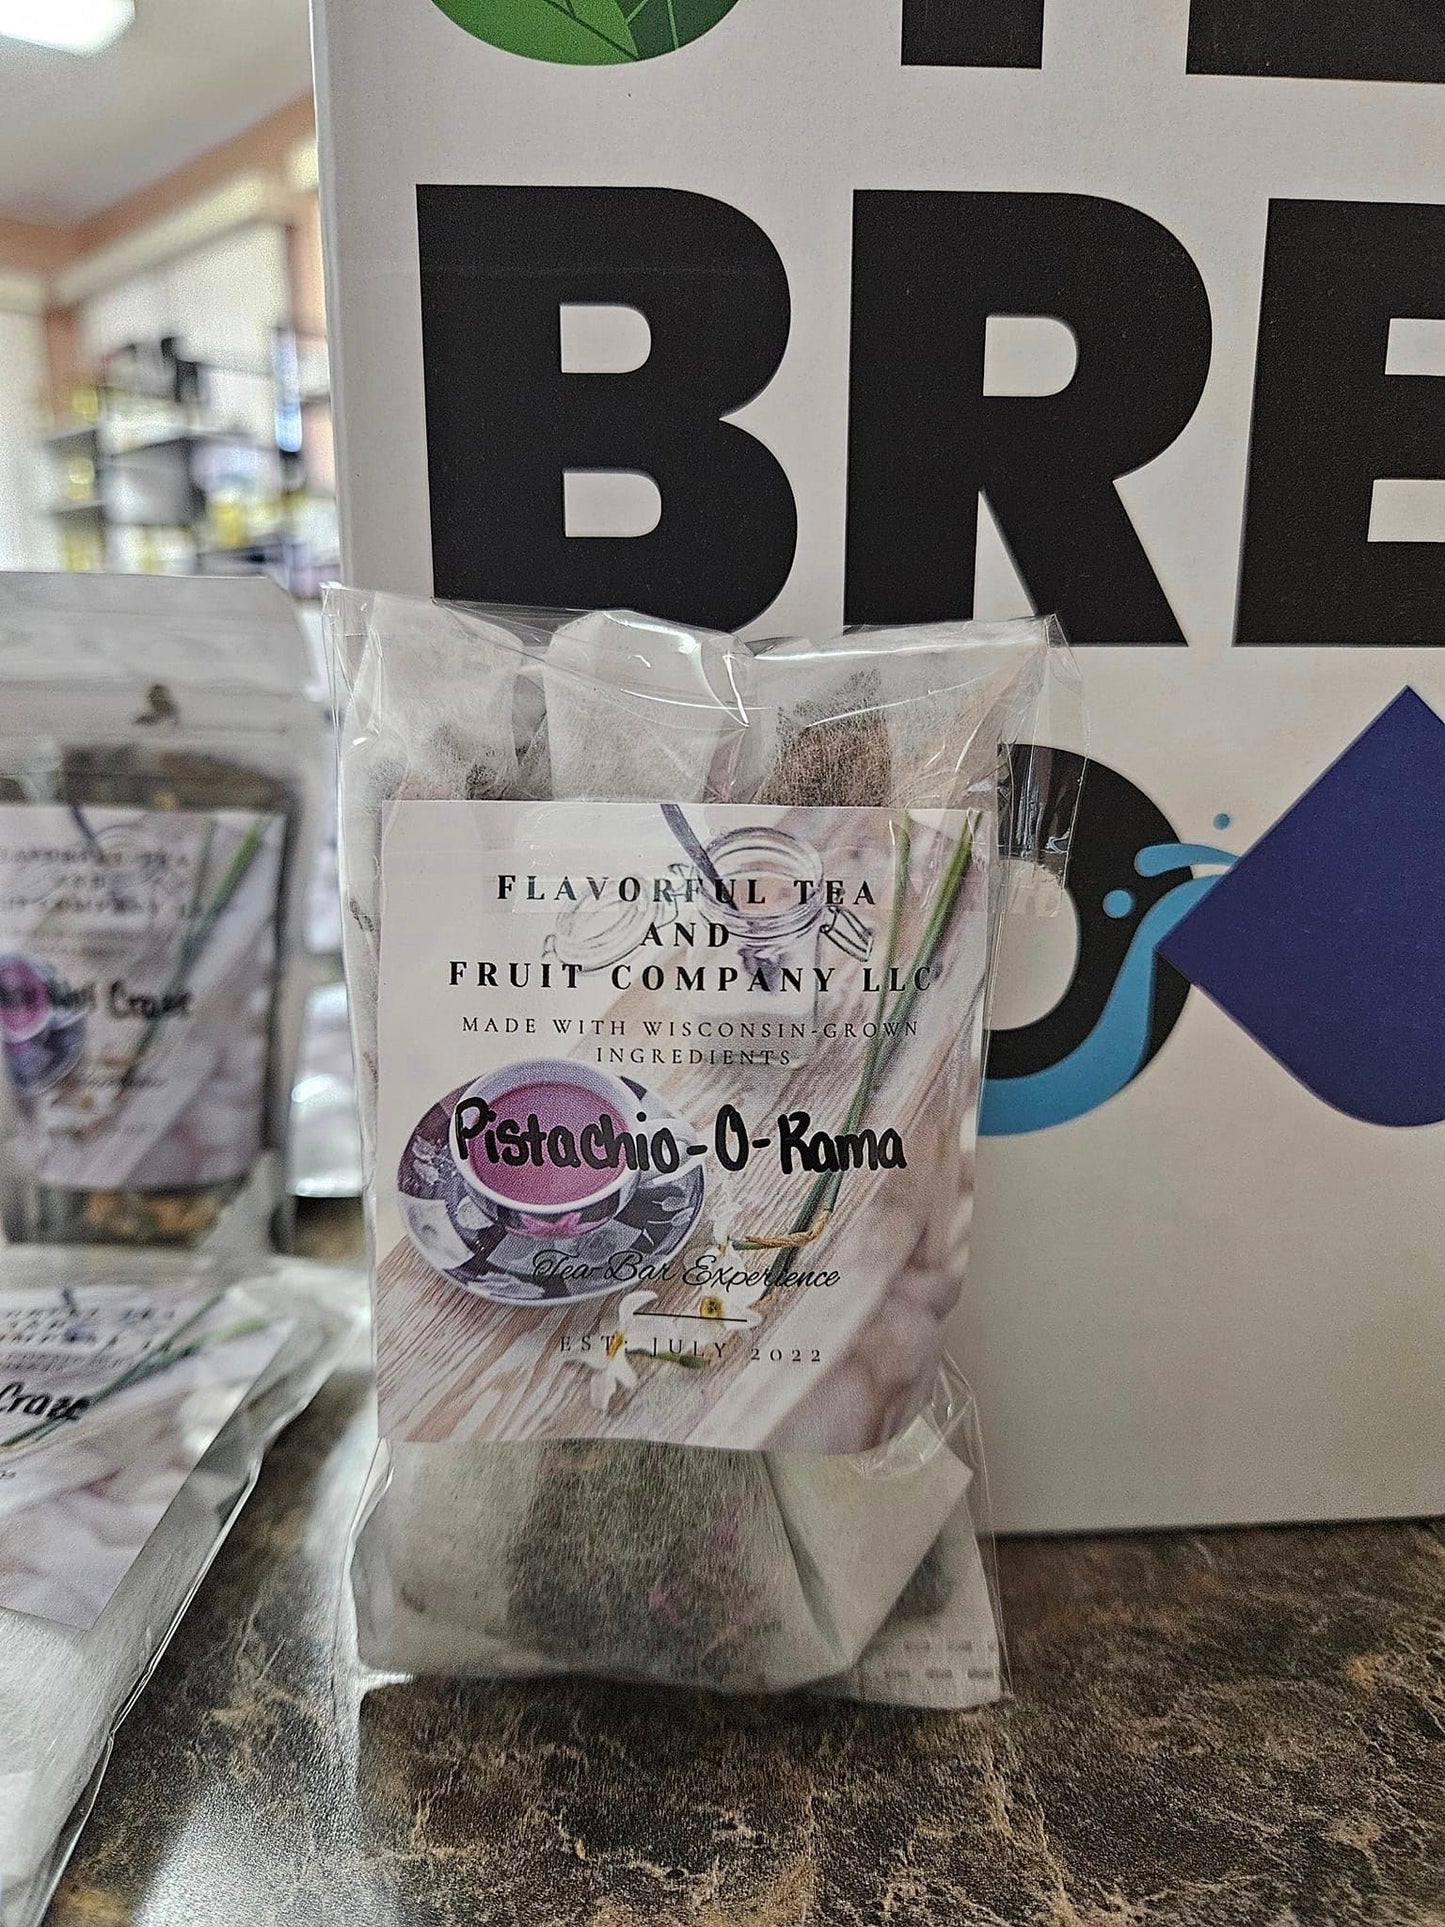 BRE
FLAVORFUL TEA
AND
FRUIT COMPANY LLC
MADE WITH WISCONSIN-GROWN
INGREDIENTS
Pistachio-O-Rama
Tea Bar Experience
EST: JULY 2022
Craze
Craze